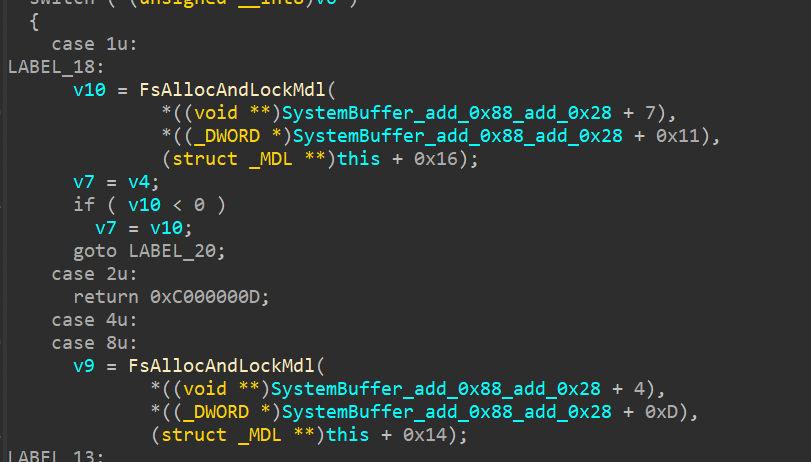 switch ( (unsigned __int8)v6 )
{
case 1u:
LABEL_18:
v10 = FsAllocAndLockMdl(
*((void **)SystemBuffer_add_0x88_add_0x28 + 7),
*((_DWORD *)SystemBuffer_add_0x88_add_0x28 + 0x11),
(struct _MDL **)this + 0x16);
v7 = v4;
if ( v10 < 0 )
v7 = v10;
goto LABEL_20;
case 2u:
return 0xC000000D;
case 4u:
case 8u:
v9 = FsAllocAndLockMdl(
*((void **)SystemBuffer_add_0x88_add_0x28 + 4),
*((_DWORD *)SystemBuffer_add_0x88_add_0x28 + 0xD),
(struct _MDL **)this + 0x14);
LABEL_13: